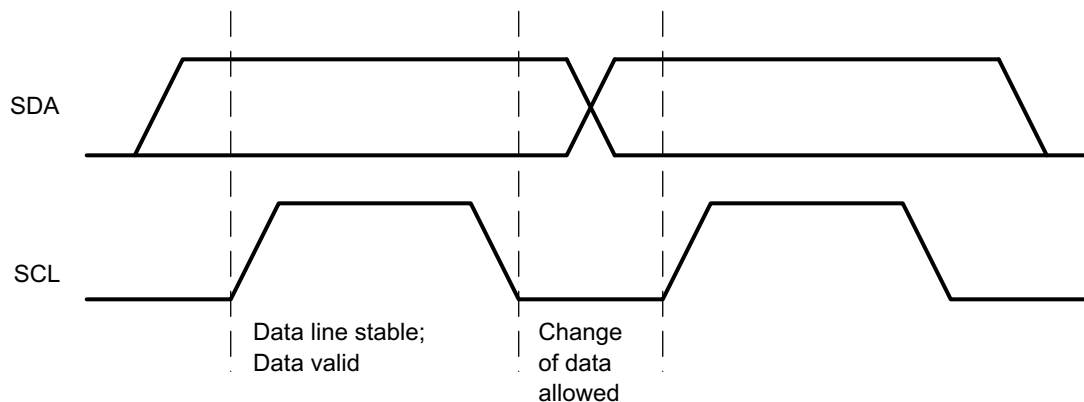 SDA
SCL
Data line stable;
Data valid
Change
of data
allowed